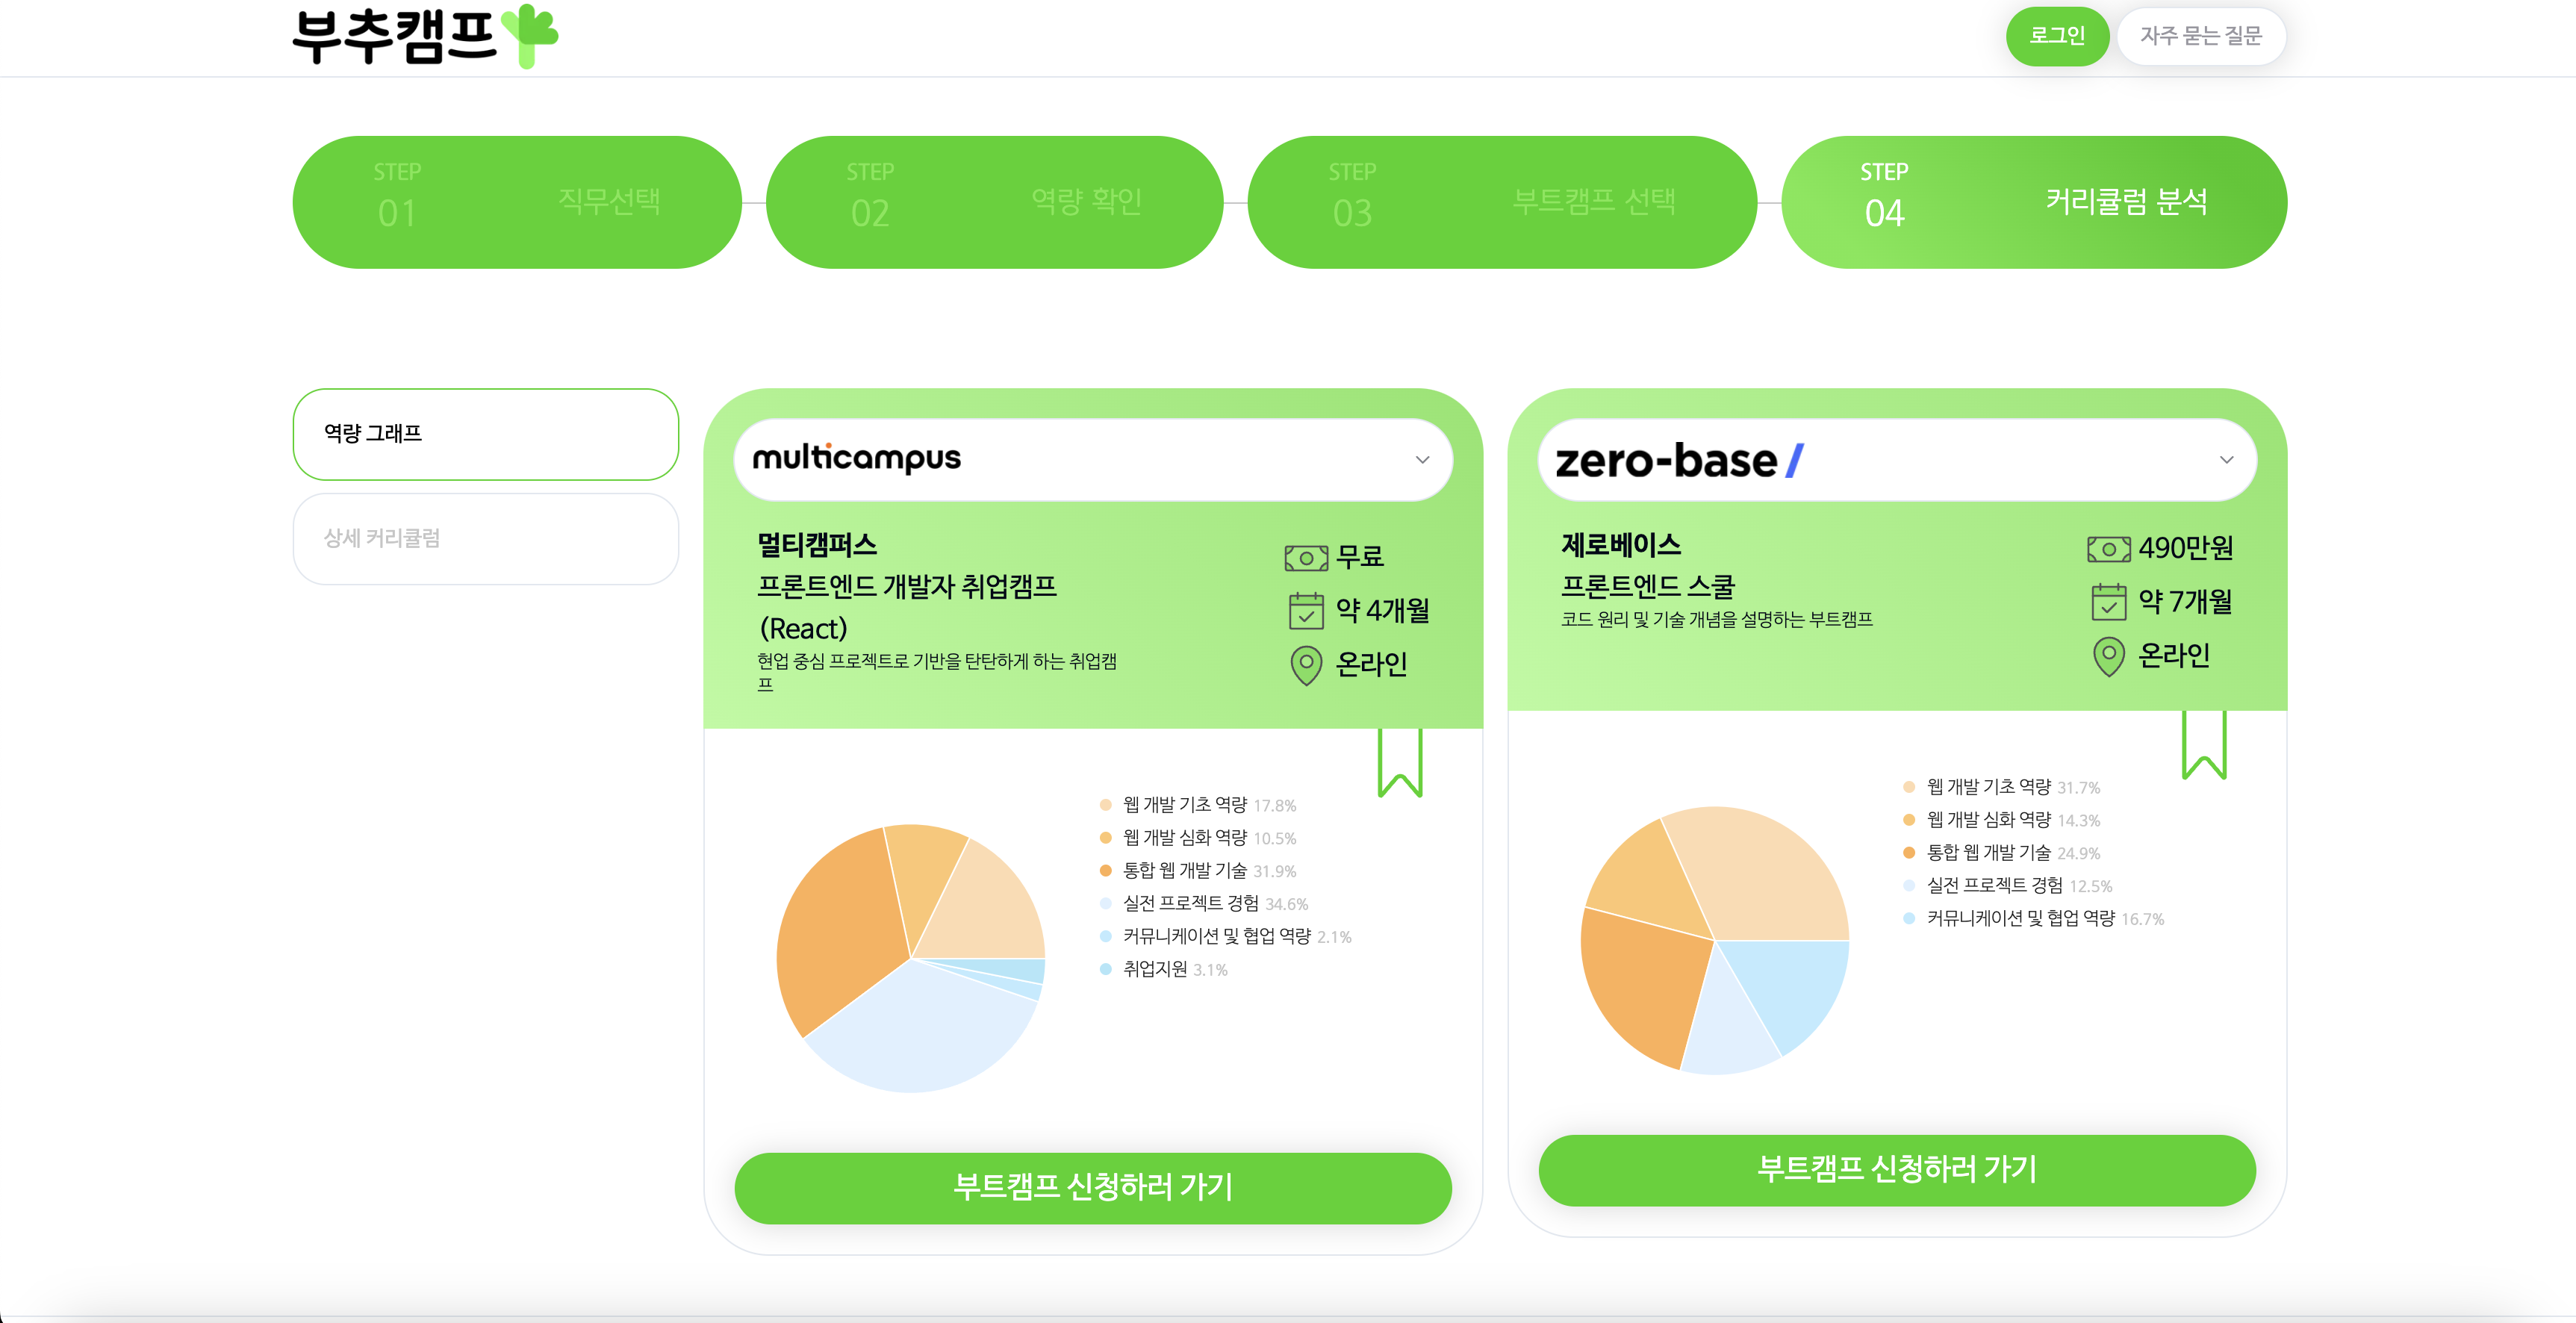 부추캠프
로그인
자주 묻는 질문
STEP
01
직무선택
STEP
02
역량 확인
STEP
03
부트캠프 선택
STEP
04
커리큘럼 분석
역량 그래프
상세 커리큘럼
multicampus
멀티캠퍼스
프론트엔드 개발자 취업캠프
(React)
현업 중심 프로젝트로 기반을 탄탄하게 하는 취업캠
프
무료
약 4개월
온라인
웹 개발 기초 역량 17.8%
웹 개발 심화 역량 10.5%
통합 웹 개발 기술 31.9%
실전 프로젝트 경험 34.6%
커뮤니케이션 및 협업 역량 2.1%
취업지원 3.1%
부트캠프 신청하러 가기
zero-base/
제로베이스
프론트엔드 스쿨
코드 원리 및 기술 개념을 설명하는 부트캠프
490만원
약 7개월
온라인
웹 개발 기초 역량 31.7%
웹 개발 심화 역량 14.3%
통합 웹 개발 기술 24.9%
실전 프로젝트 경험 12.5%
커뮤니케이션 및 협업 역량 16.7%
부트캠프 신청하러 가기